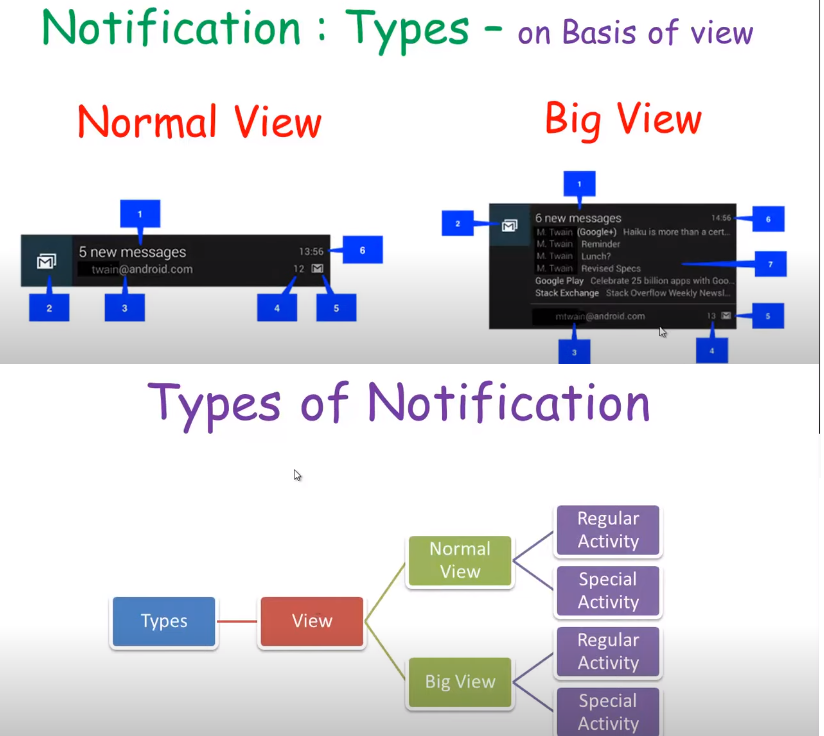 Notification : Types – on Basis of view
Normal View
Big View
1
5 new messages 13:56
6
twain@android.com 12
2
3
4
5
1
2
6 new messages 14:56
6
M. Twain (Google+) Haiku is more than a cert...
M. Twain Reminder
M. Twain Lunch?
7
M. Twain Revised Specs
Google Play Celebrate 25 billion apps with Goo...
Stack Exchange Stack Overflow Weekly Newsl...
mtwain@android.com 13
5
3
4
Types of Notification
Types
View
Normal
View
Regular
Activity
Special
Activity
Big View
Regular
Activity
Special
Activity